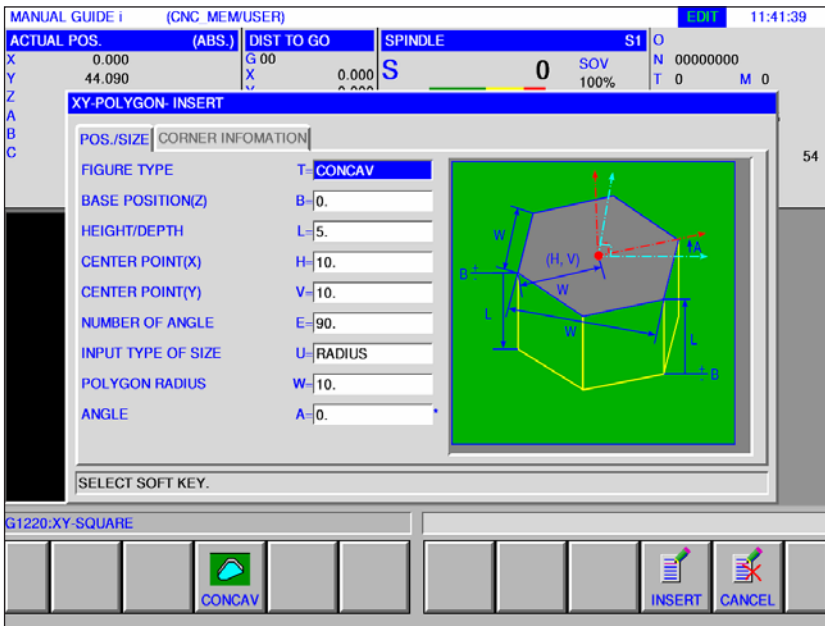 MANUAL GUIDE i (CNC_MEM/USER) EDIT 11:41:39
ACTUAL POS. (ABS.) DIST TO GO SPINDLE S1 O
X 0.000 G 00 S 0 SOV 100% N 00000000
Y 44.090 X 0.000 T 0 M 0
Z
A
B
C 54
XY-POLYGON- INSERT
POS./SIZE CORNER INFOMATION
FIGURE TYPE T= CONCAV
BASE POSITION(Z) B= 0.
HEIGHT/DEPTH L= 5.
CENTER POINT(X) H= 10.
CENTER POINT(Y) V= 10.
NUMBER OF ANGLE E= 90.
INPUT TYPE OF SIZE U= RADIUS
POLYGON RADIUS W= 10.
ANGLE A= 0. °
W
(H, V)
A
B + -
W
L
W
L
+ - B
SELECT SOFT KEY.
G1220:XY-SQUARE
CONCAV INSERT CANCEL